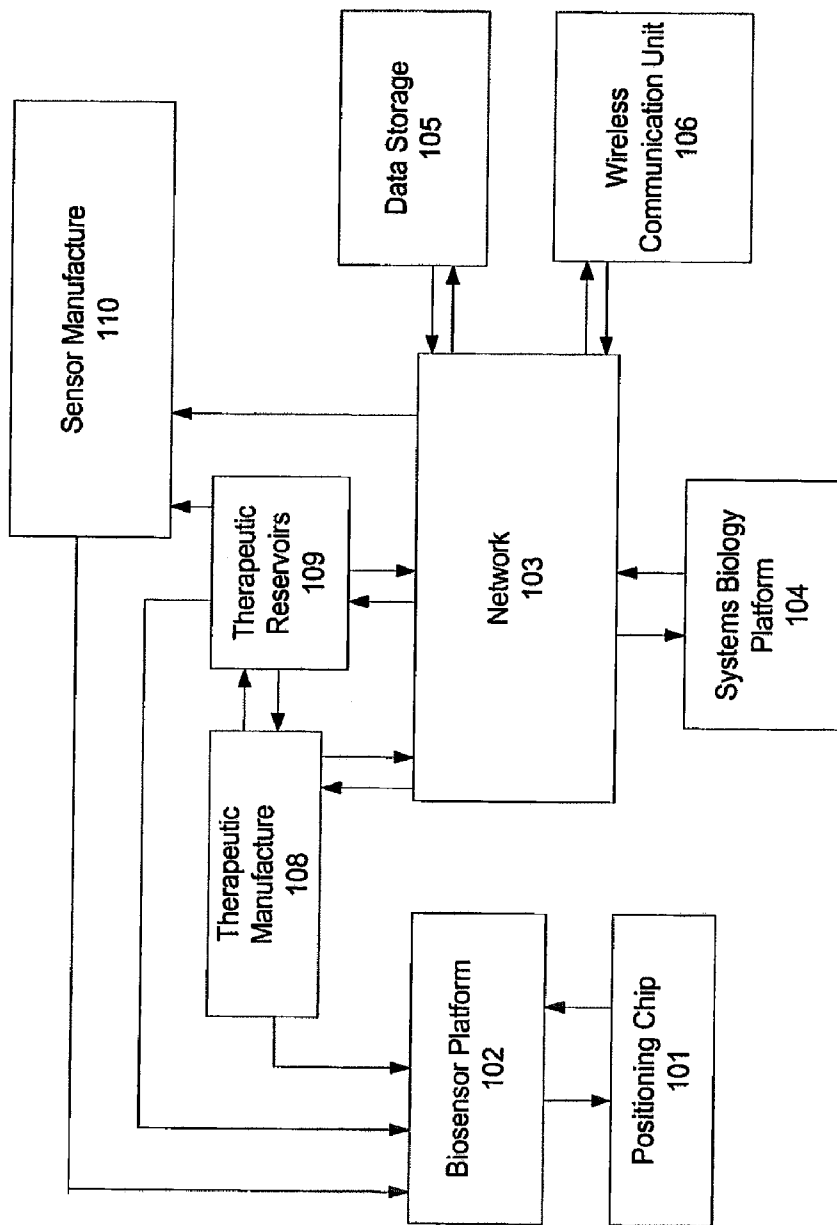 Sensor Manufacture
110
Data Storage
105
Wireless
Communication Unit
106
Therapeutic
Reservoirs
109
Therapeutic
Manufacture
108
Network
103
Systems Biology
Platform
104
Biosensor Platform
102
Positioning Chip
101